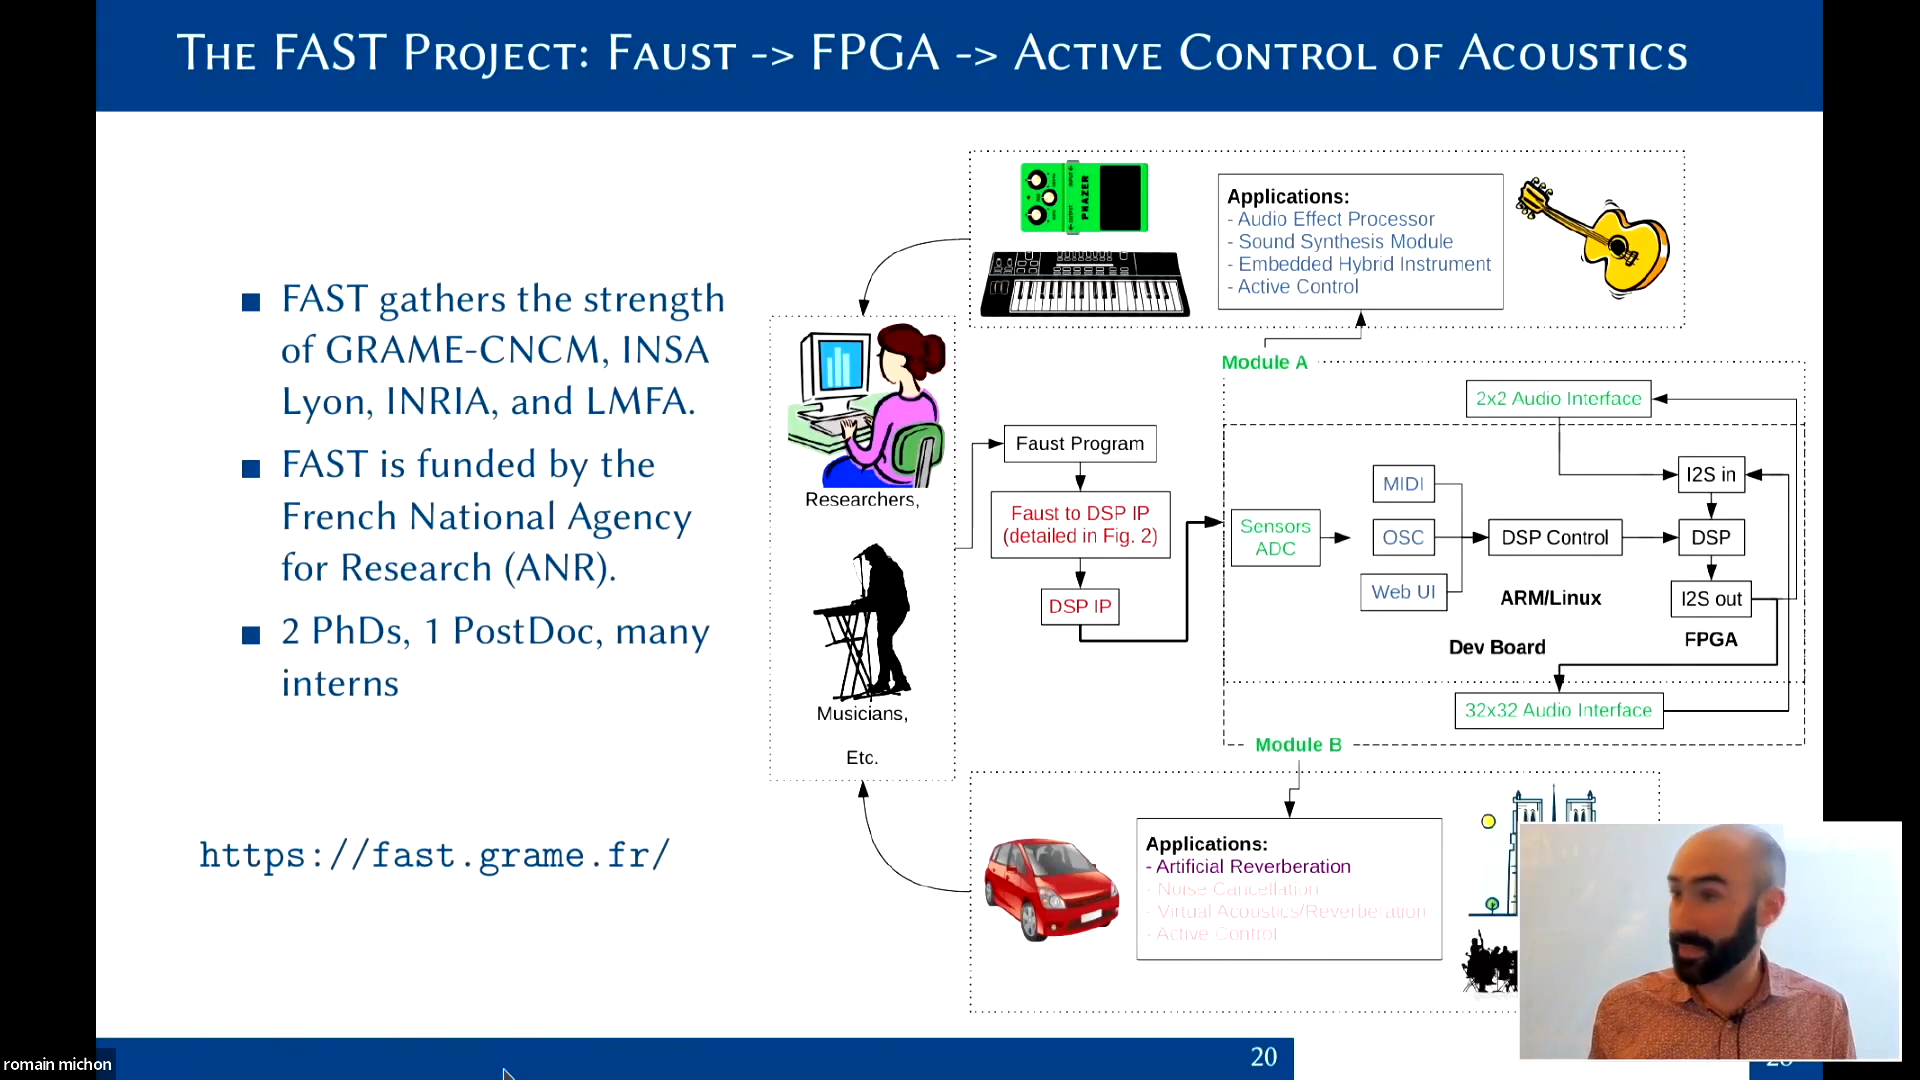 The FAST Project: Faust -> FPGA -> Active Control of Acoustics
FAST gathers the strength
of GRAME-CNCM, INSA
Lyon, INRIA, and LMFA.
FAST is funded by the
French National Agency
for Research (ANR).
2 PhDs, 1 PostDoc, many
interns
https://fast.grame.fr/
PHAZER
INPUT
OUTPUT
Applications:
- Audio Effect Processor
- Sound Synthesis Module
- Embedded Hybrid Instrument
- Active Control
Researchers,
Musicians,
Etc.
Faust Program
Faust to DSP IP
(detailed in Fig. 2)
DSP IP
Module A
2x2 Audio Interface
Sensors
ADC
MIDI
OSC
Web UI
DSP Control
ARM/Linux
Dev Board
I2S in
DSP
I2S out
FPGA
32x32 Audio Interface
Module B
Applications:
- Artificial Reverberation
- Noise Cancellation
- Virtual Acoustics/Reverberation
- Active Control
romain michon
20